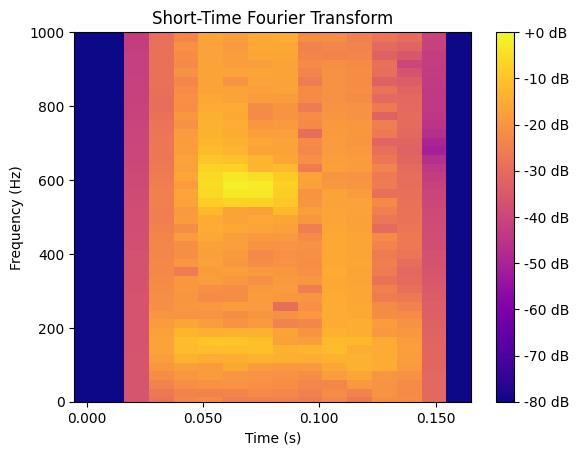 Short-Time Fourier Transform
1000
800
600
400
200
0
Frequency (Hz)
0.000
0.050
0.100
0.150
Time (s)
+0 dB
-10 dB
-20 dB
-30 dB
-40 dB
-50 dB
-60 dB
-70 dB
-80 dB